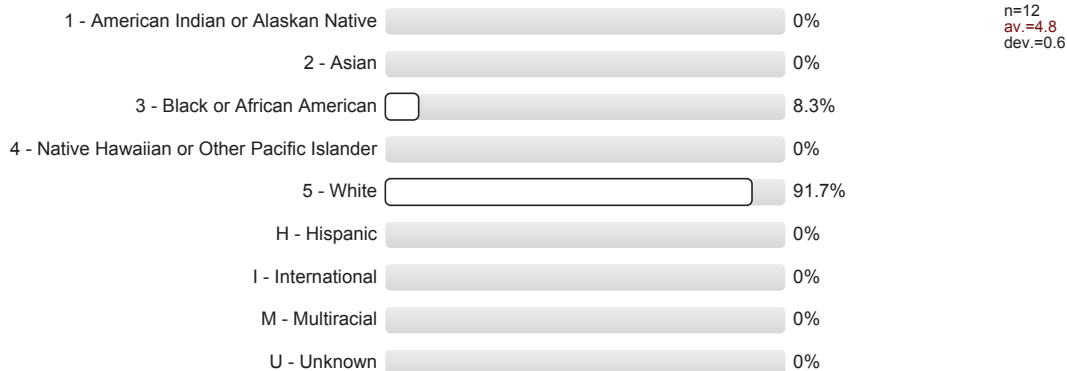 1 - American Indian or Alaskan Native 0%
2 - Asian 0%
3 - Black or African American 8.3%
4 - Native Hawaiian or Other Pacific Islander 0%
5 - White 91.7%
H - Hispanic 0%
I - International 0%
M - Multiracial 0%
U - Unknown 0%
n=12
av.=4.8
dev.=0.6